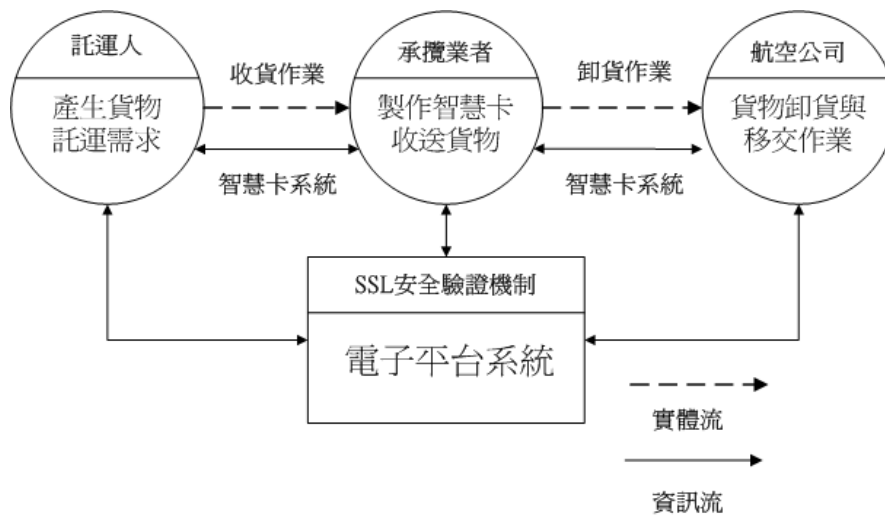 託運人
產生貨物
託運需求
收貨作業
智慧卡系統
承攬業者
製作智慧卡
收送貨物
卸貨作業
智慧卡系統
航空公司
貨物卸貨與
移交作業
SSL安全驗證機制
電子平台系統
實體流
資訊流